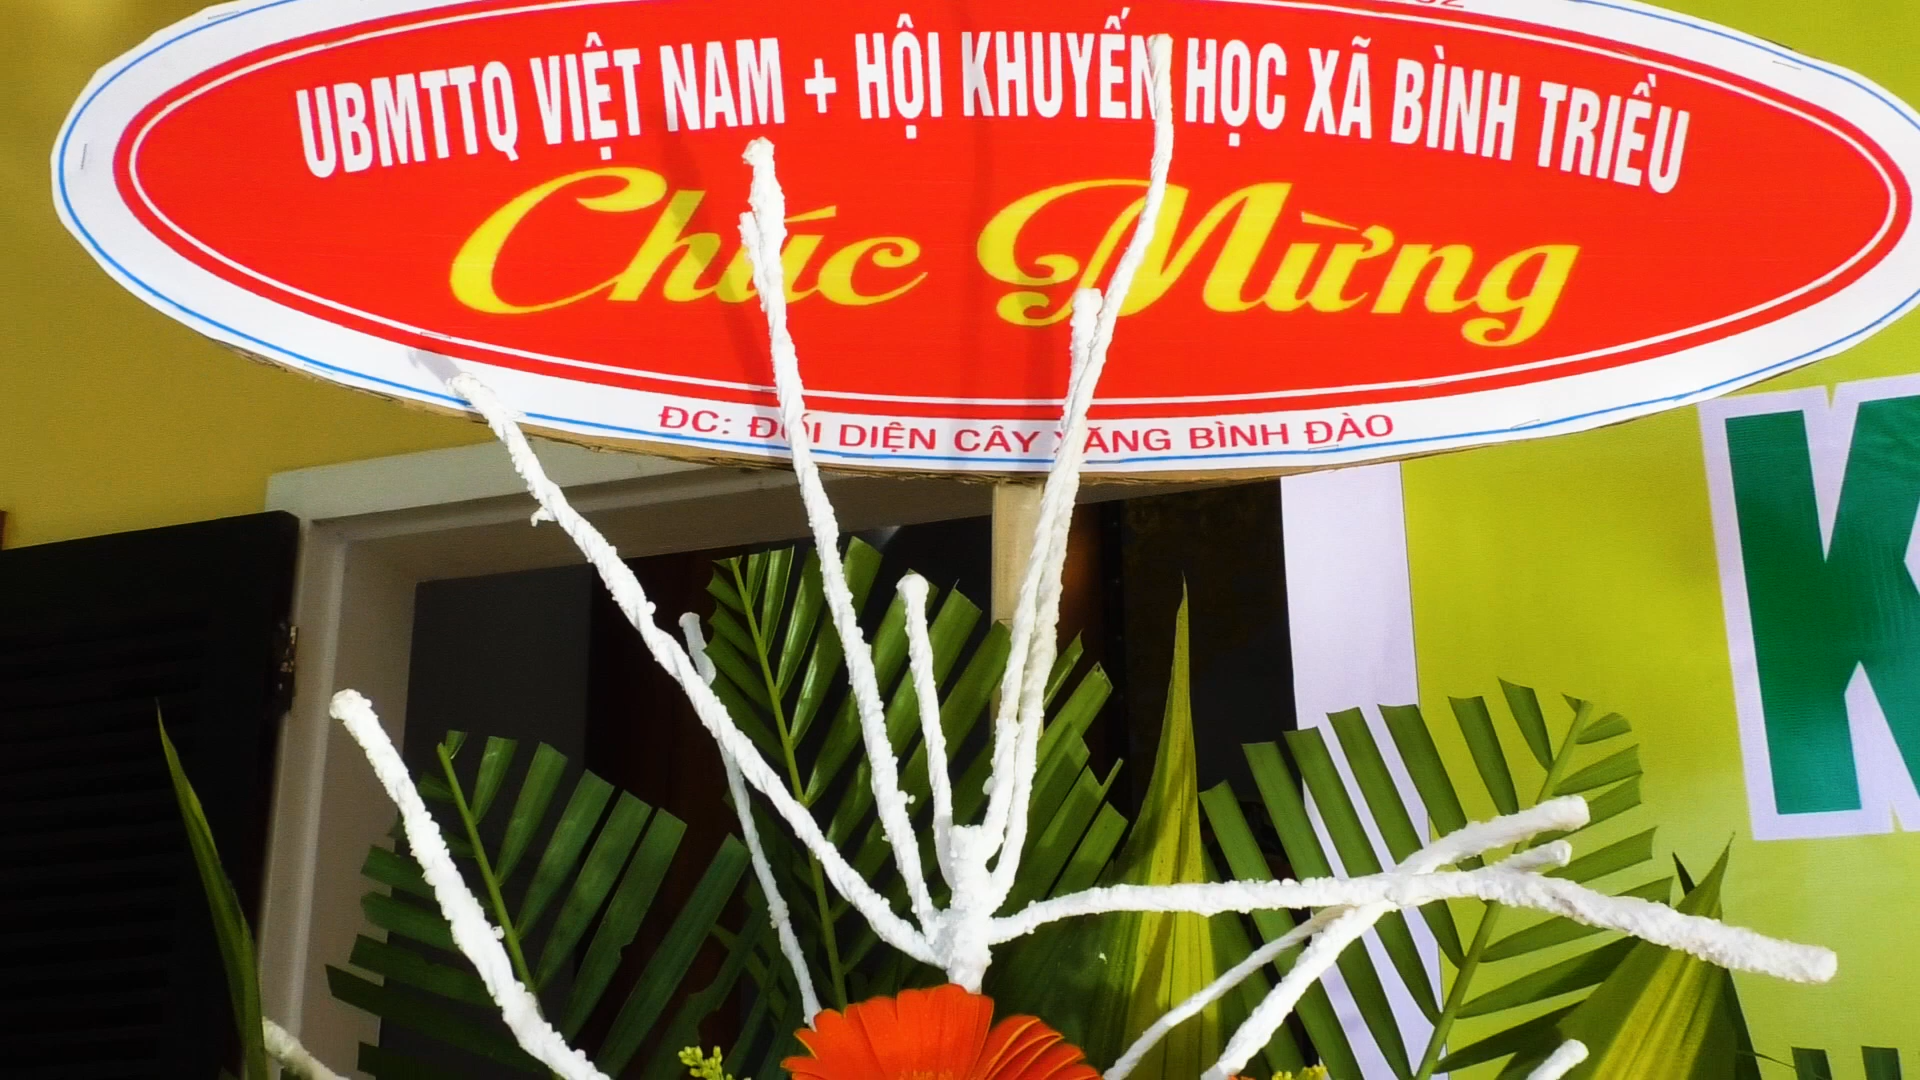 UBMTTQ VIỆT NAM + HỘI KHUYẾN HỌC XÃ BÌNH TRIỀU
Chúc Mừng
ĐC: ĐỐI DIỆN CÂY XĂNG BÌNH ĐÀO
K